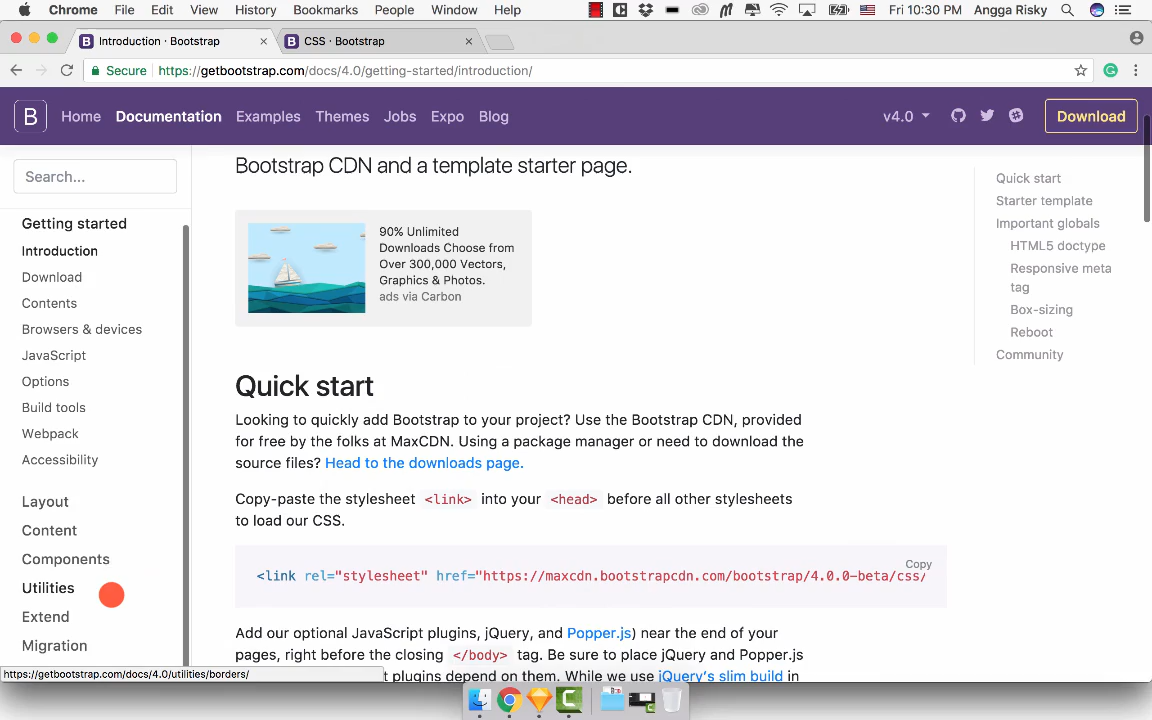 Chrome File Edit View History Bookmarks People Window Help Fri 10:30 PM Angga Risky
Introduction · Bootstrap CSS · Bootstrap
Secure https://getbootstrap.com/docs/4.0/getting-started/introduction/
B Home Documentation Examples Themes Jobs Expo Blog v4.0 Download
Search...
Getting started
Introduction
Download
Contents
Browsers & devices
JavaScript
Options
Build tools
Webpack
Accessibility
Layout
Content
Components
Utilities
Extend
Migration
https://getbootstrap.com/docs/4.0/utilities/borders/
Bootstrap CDN and a template starter page.
90% Unlimited
Downloads Choose from
Over 300,000 Vectors,
Graphics & Photos.
ads via Carbon
Quick start
Looking to quickly add Bootstrap to your project? Use the Bootstrap CDN, provided
for free by the folks at MaxCDN. Using a package manager or need to download the
source files? Head to the downloads page.
Copy-paste the stylesheet <link> into your <head> before all other stylesheets
to load our CSS.
Copy
<link rel="stylesheet" href="https://maxcdn.bootstrapcdn.com/bootstrap/4.0.0-beta/css/
Add our optional JavaScript plugins, jQuery, and Popper.js) near the end of your
pages, right before the closing </body> tag. Be sure to place jQuery and Popper.js
t plugins depend on them. While we use jQuery's slim build in
Quick start
Starter template
Important globals
HTML5 doctype
Responsive meta
tag
Box-sizing
Reboot
Community